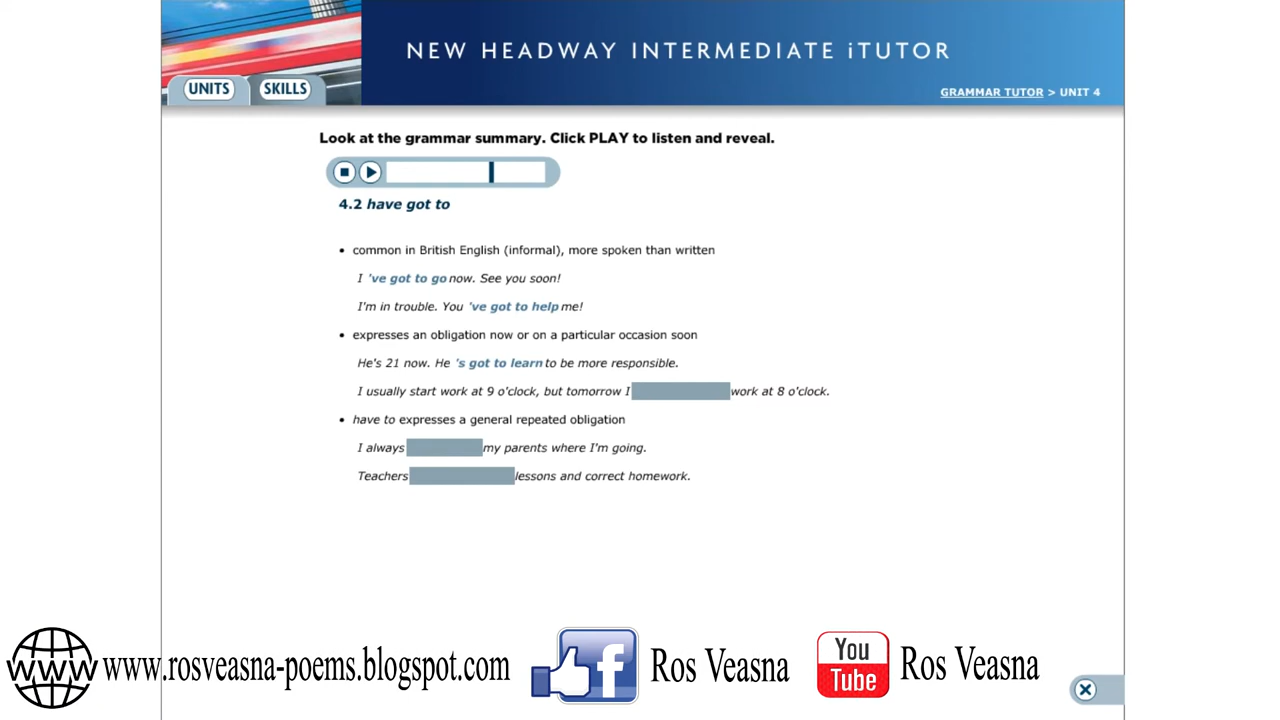 NEW HEADWAY INTERMEDIATE iTUTOR
UNITS SKILLS
GRAMMAR TUTOR > UNIT 4
Look at the grammar summary. Click PLAY to listen and reveal.
4.2 have got to
• common in British English (informal), more spoken than written
I 've got to go now. See you soon!
I'm in trouble. You 've got to help me!
• expresses an obligation now or on a particular occasion soon
He's 21 now. He 's got to learn to be more responsible.
I usually start work at 9 o'clock, but tomorrow I work at 8 o'clock.
• have to expresses a general repeated obligation
I always my parents where I'm going.
Teachers lessons and correct homework.
WWW www.rosveasna-poems.blogspot.com f Ros Veasna You Tube Ros Veasna